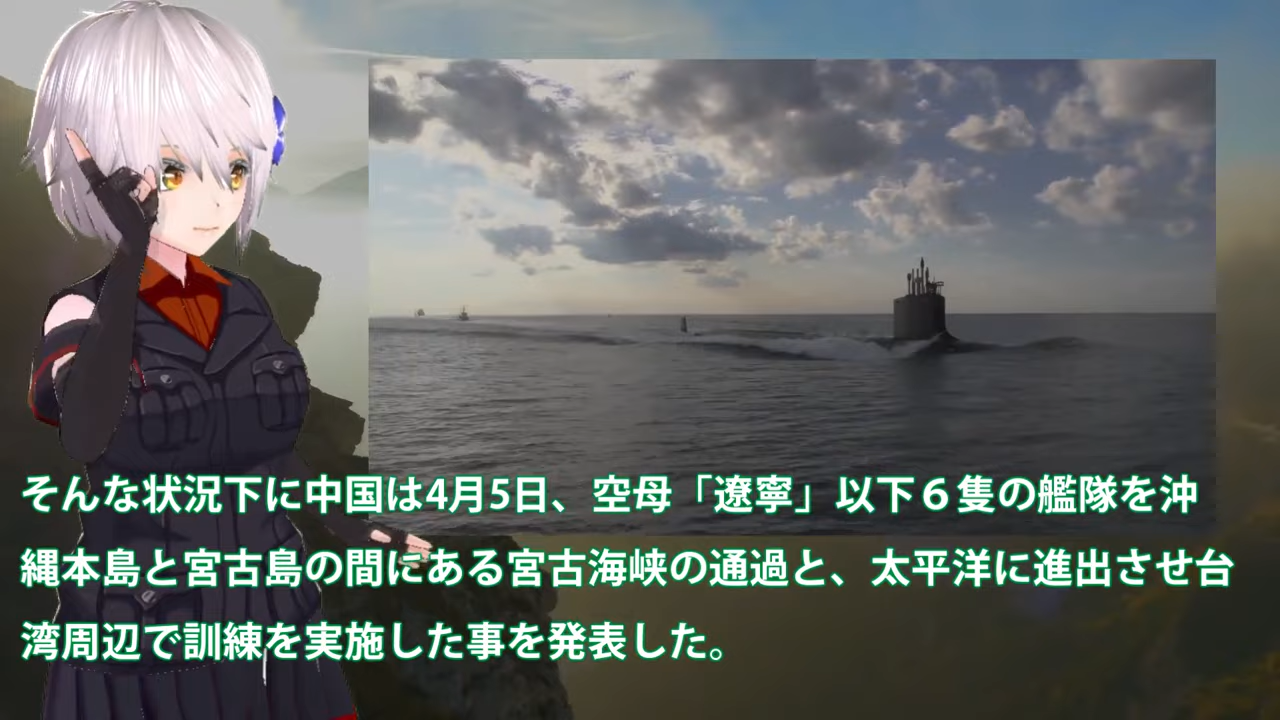 そんな状況下に中国は4月5日、空母「遼寧」以下６隻の艦隊を沖
縄本島と宮古島の間にある宮古海峡の通過と、太平洋に進出させ台
湾周辺で訓練を実施した事を発表した。